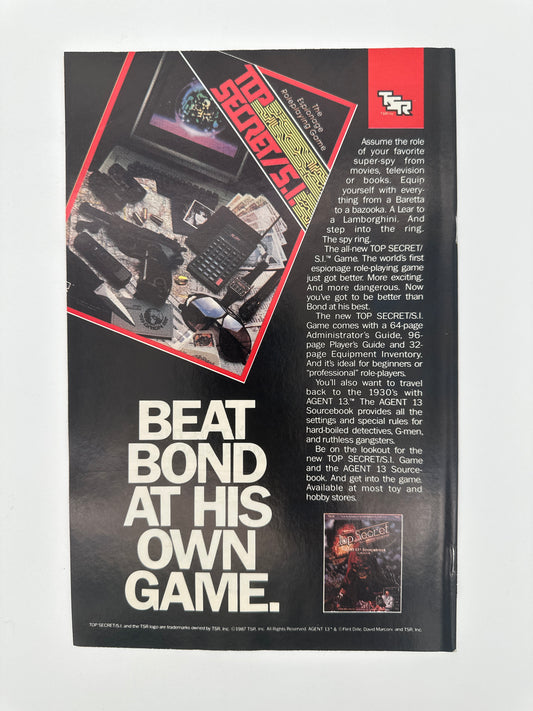 TOP
SECRET/S.I.
The
Espionage
Roleplaying Game
TSR
Assume the role
of your favorite
super-spy from
movies, television
or books. Equip
yourself with every-
thing from a Baretta
to a bazooka. A Lear to
a Lamborghini. And
step into the ring.
The spy ring.
The all-new TOP SECRET/
S.I.™ Game. The world's first
espionage role-playing game
just got better. More exciting.
And more dangerous. Now
you've got to be better than
Bond at his best.
The new TOP SECRET/S.I.
Game comes with a 64-page
Administrator's Guide, 96-
page Player's Guide and 32-
page Equipment Inventory.
And it's ideal for beginners or
"professional" role-players.
You'll also want to travel
back to the 1930's with
AGENT 13.™ The AGENT 13
Sourcebook provides all the
settings and special rules for
hard-boiled detectives, G-men,
and ruthless gangsters.
Be on the lookout for the
new TOP SECRET/S.I. Game
and the AGENT 13 Source-
book. And get into the game.
Available at most toy and
hobby stores.
BEAT
BOND
AT HIS
OWN
GAME.
Top Secret
TOP SECRET/S.I. and the TSR logo are trademarks owned by TSR, Inc. ©1987 TSR, Inc. All Rights Reserved. AGENT 13™ & ©Flint Dille, David Marconi and TSR, Inc.